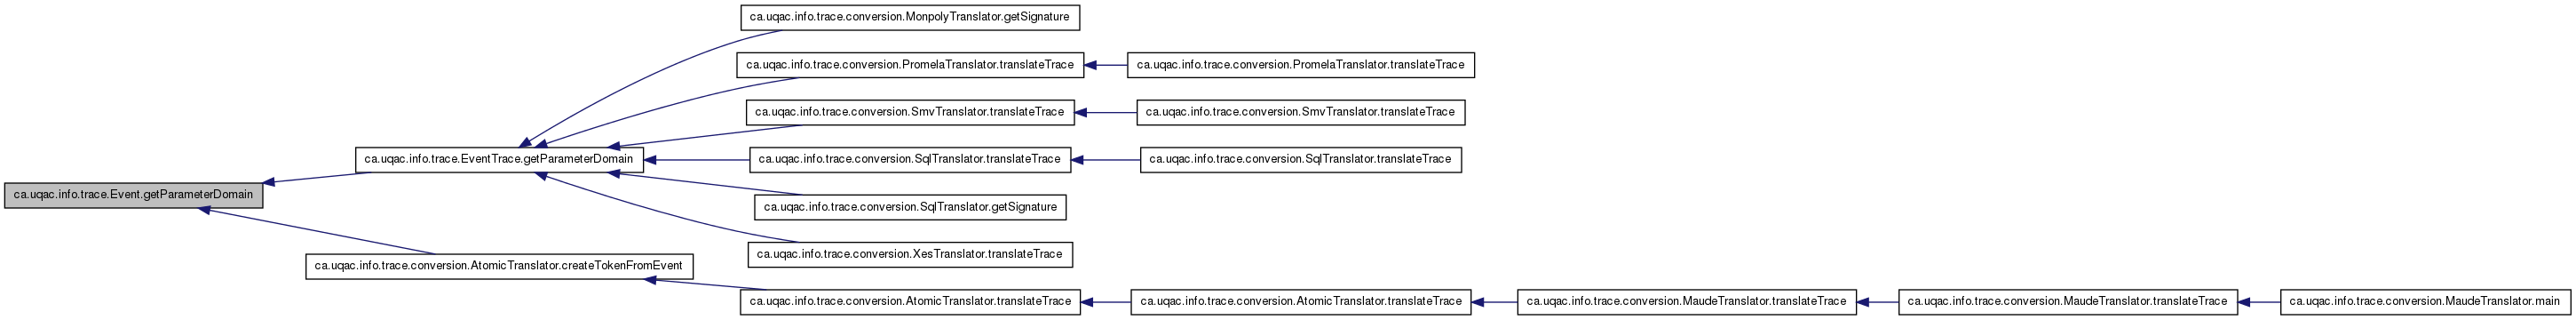 ca.uqac.info.trace.conversion.MonpolyTranslator.getSignature
ca.uqac.info.trace.conversion.PromelaTranslator.translateTrace
ca.uqac.info.trace.conversion.PromelaTranslator.translateTrace
ca.uqac.info.trace.conversion.SmvTranslator.translateTrace
ca.uqac.info.trace.conversion.SmvTranslator.translateTrace
ca.uqac.info.trace.EventTrace.getParameterDomain
ca.uqac.info.trace.conversion.SqlTranslator.translateTrace
ca.uqac.info.trace.conversion.SqlTranslator.translateTrace
ca.uqac.info.trace.Event.getParameterDomain
ca.uqac.info.trace.conversion.SqlTranslator.getSignature
ca.uqac.info.trace.conversion.XesTranslator.translateTrace
ca.uqac.info.trace.conversion.AtomicTranslator.createTokenFromEvent
ca.uqac.info.trace.conversion.AtomicTranslator.translateTrace
ca.uqac.info.trace.conversion.AtomicTranslator.translateTrace
ca.uqac.info.trace.conversion.MaudeTranslator.translateTrace
ca.uqac.info.trace.conversion.MaudeTranslator.translateTrace
ca.uqac.info.trace.conversion.MaudeTranslator.main